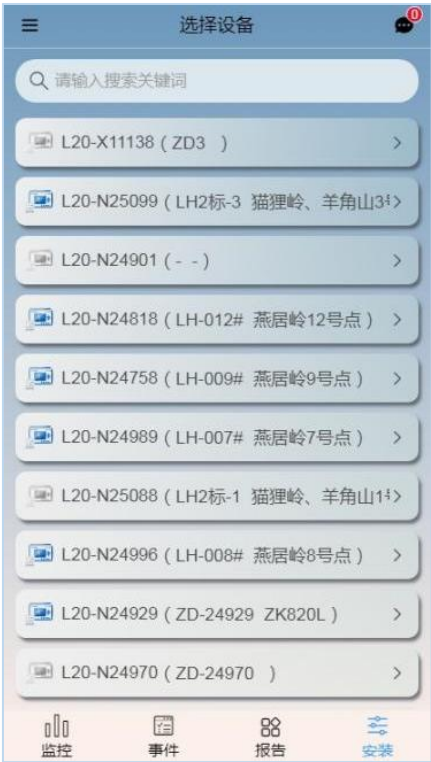 选择设备
0
请输入搜索关键词
L20-X11138 ( ZD3 )
L20-N25099 ( LH2标-3 猫狸岭、羊角山3
L20-N24901 ( - - )
L20-N24818 ( LH-012# 燕居岭12号点 )
L20-N24758 ( LH-009# 燕居岭9号点 )
L20-N24989 ( LH-007# 燕居岭7号点 )
L20-N25088 ( LH2标-1 猫狸岭、羊角山1
L20-N24996 ( LH-008# 燕居岭8号点 )
L20-N24929 ( ZD-24929 ZK820L )
L20-N24970 ( ZD-24970 )
监控 事件 报告 安装